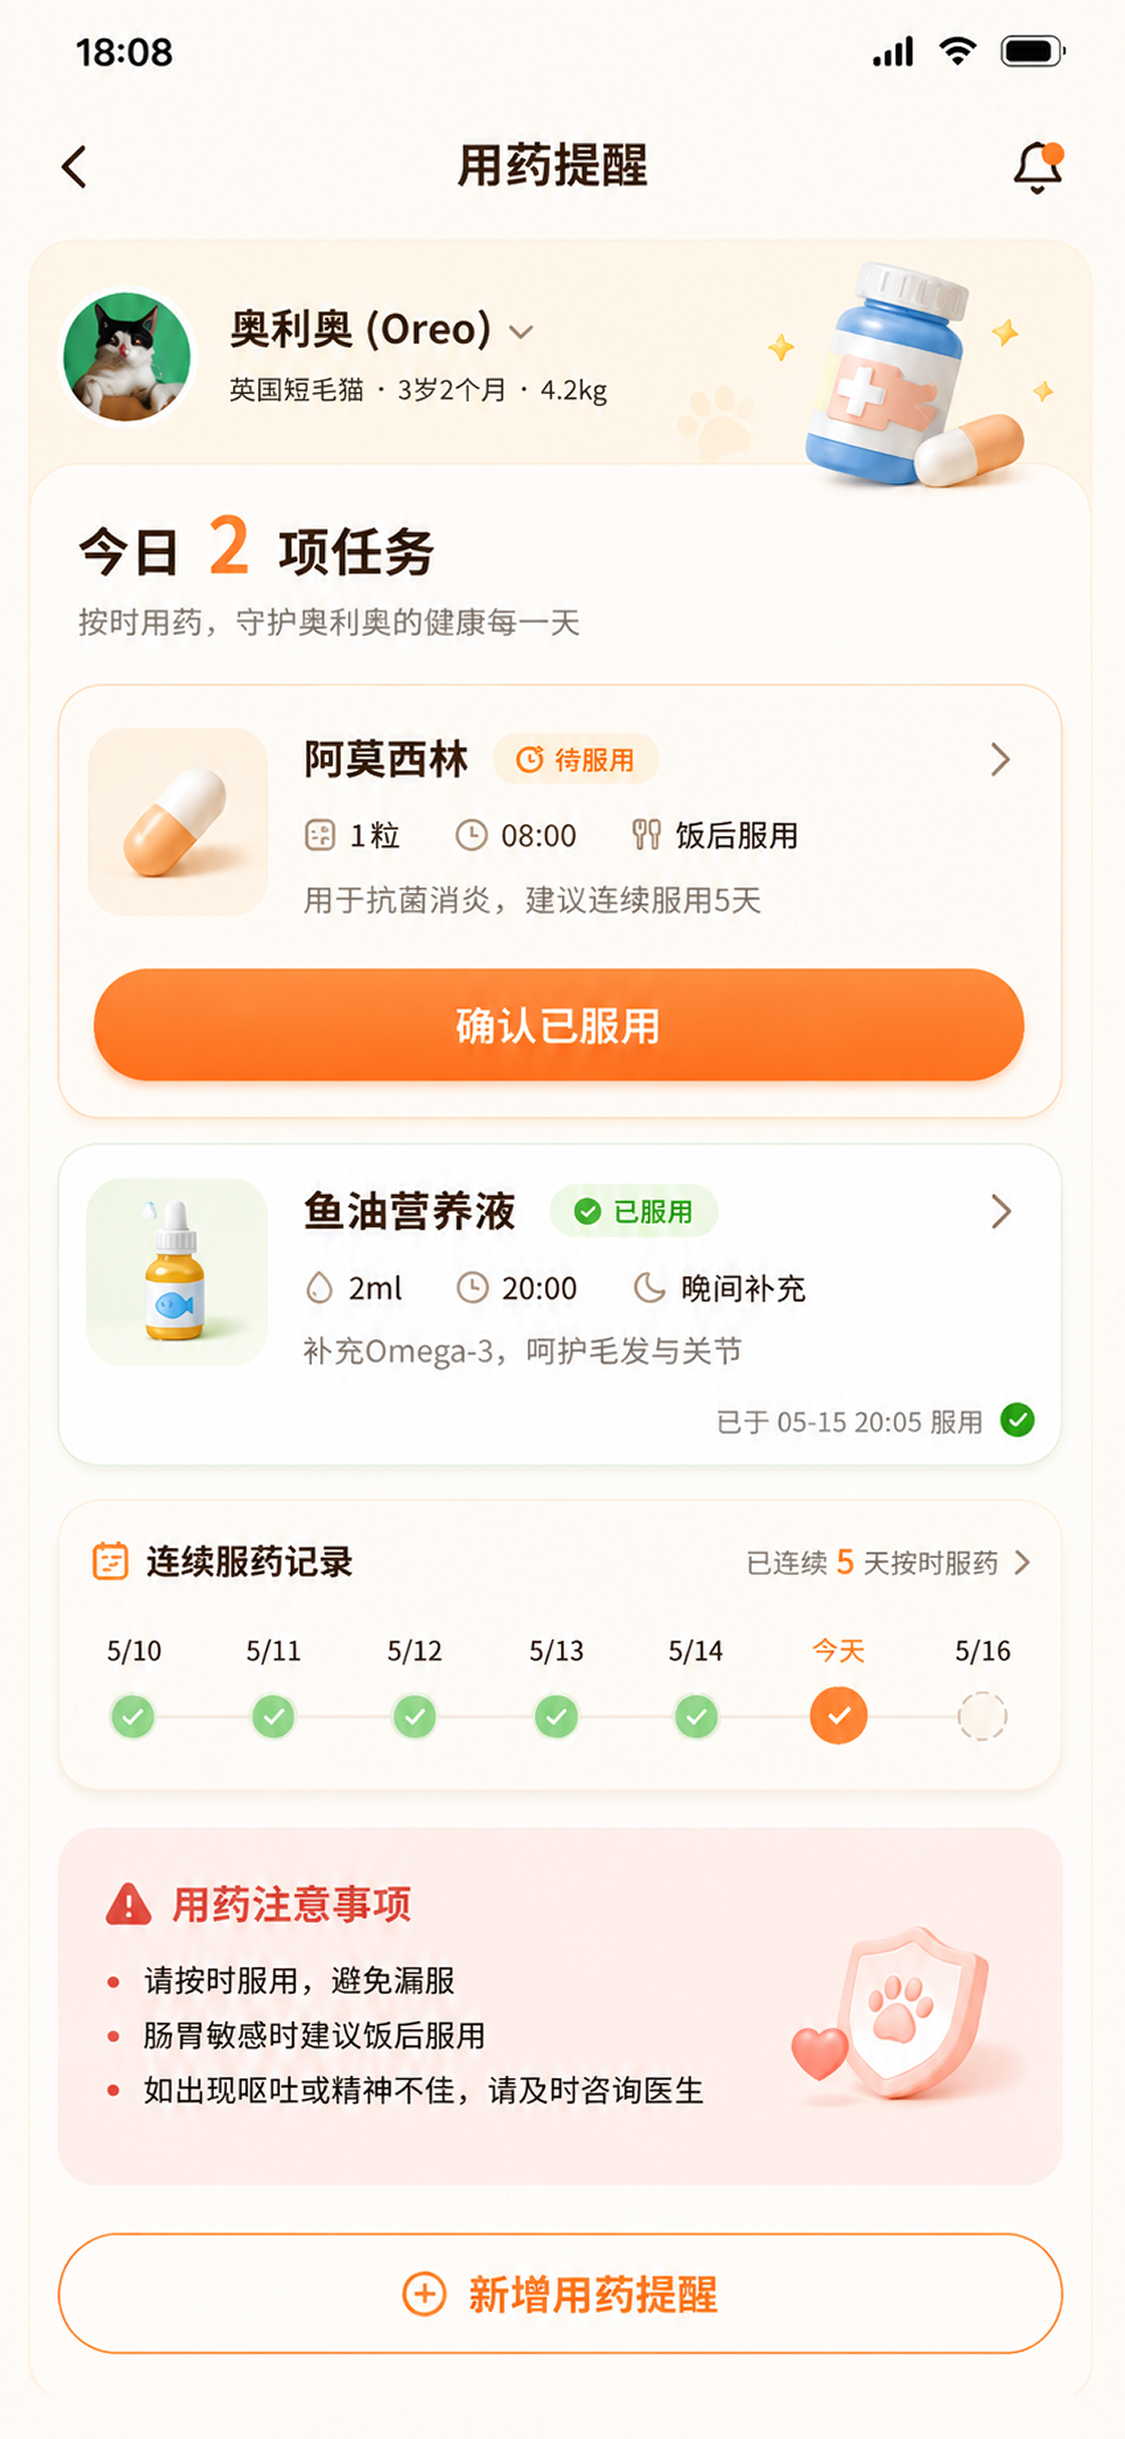 18:08
用药提醒
奥利奥 (Oreo)
英国短毛猫 · 3岁2个月 · 4.2kg
今日 2 项任务
按时用药，守护奥利奥的健康每一天
阿莫西林 待服用
1粒 08:00 饭后服用
用于抗菌消炎，建议连续服用5天
确认已服用
鱼油营养液 已服用
2ml 20:00 晚间补充
补充Omega-3，呵护毛发与关节
已于 05-15 20:05 服用
连续服药记录 已连续 5 天按时服药
5/10 5/11 5/12 5/13 5/14 今天 5/16
用药注意事项
• 请按时服用，避免漏服
• 肠胃敏感时建议饭后服用
• 如出现呕吐或精神不佳，请及时咨询医生
新增用药提醒